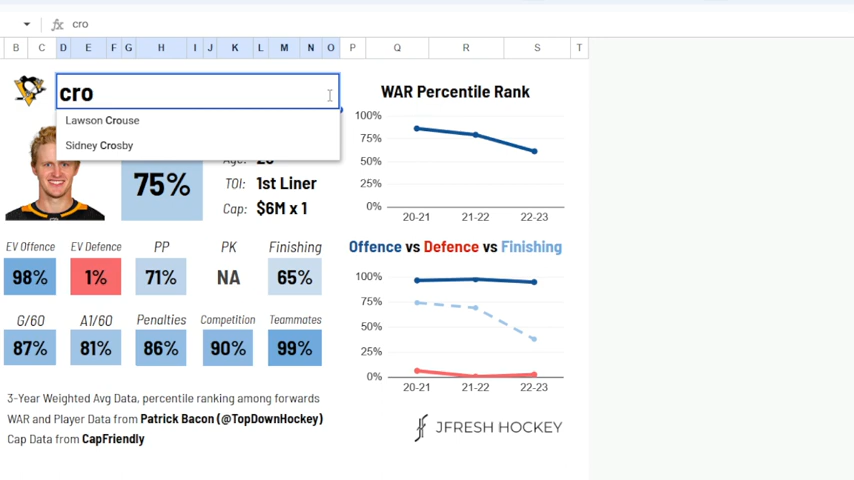 fx cro
B C D E F G H I J K L M N O P Q R S T
cro
Lawson Crouse
Sidney Crosby
75%
TOI: 1st Liner
Cap: $6M x 1
EV Offence EV Defence PP PK Finishing
98% 1% 71% NA 65%
G/60 A1/60 Penalties Competition Teammates
87% 81% 86% 90% 99%
3-Year Weighted Avg Data, percentile ranking among forwards
WAR and Player Data from Patrick Bacon (@TopDownHockey)
Cap Data from CapFriendly
WAR Percentile Rank
100%
75%
50%
25%
0%
20-21 21-22 22-23
Offence vs Defence vs Finishing
100%
75%
50%
25%
0%
20-21 21-22 22-23
JFRESH HOCKEY